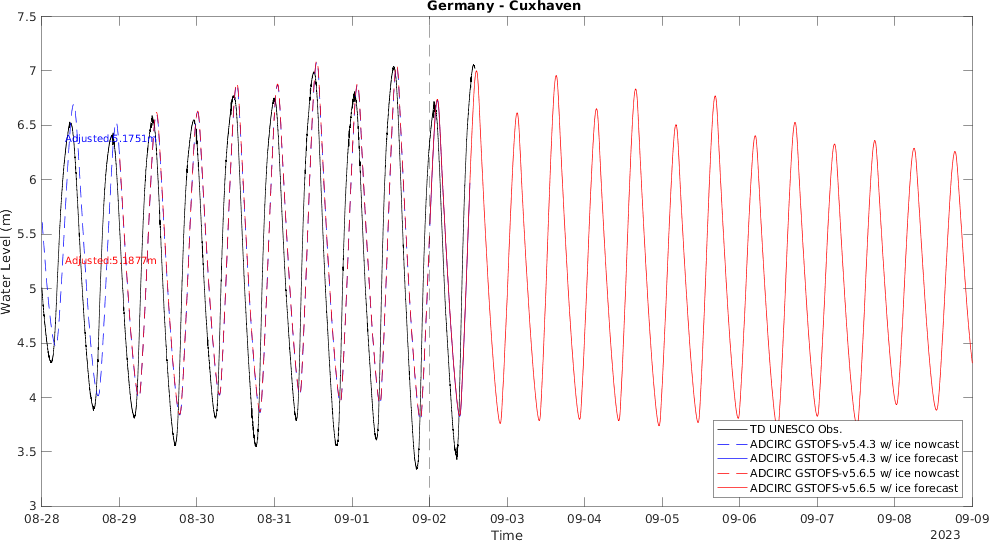 Germany - Cuxhaven
7.5
7
6.5
6
5.5
5
4.5
4
3.5
3
Water Level (m)
Adjusted:5.1751m
Adjusted:5.1877m
TD UNESCO Obs.
ADCIRC GSTOFS-v5.4.3 w/ ice nowcast
ADCIRC GSTOFS-v5.4.3 w/ ice forecast
ADCIRC GSTOFS-v5.6.5 w/ ice nowcast
ADCIRC GSTOFS-v5.6.5 w/ ice forecast
08-28 08-29 08-30 08-31 09-01 09-02 09-03 09-04 09-05 09-06 09-07 09-08 09-09
Time
2023